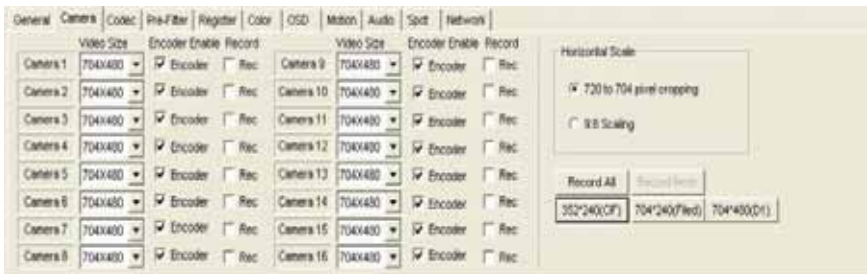 General Camera Codec Pre-Filter Register Color OSD Motion Audio Spot Network
Video Size Encoder Enable Record Video Size Encoder Enable Record
Camera 1 704X480 Encoder Rec Camera 9 704X480 Encoder Rec
Camera 2 704X480 Encoder Rec Camera 10 704X480 Encoder Rec
Camera 3 704X480 Encoder Rec Camera 11 704X480 Encoder Rec
Camera 4 704X480 Encoder Rec Camera 12 704X480 Encoder Rec
Camera 5 704X480 Encoder Rec Camera 13 704X480 Encoder Rec
Camera 6 704X480 Encoder Rec Camera 14 704X480 Encoder Rec
Camera 7 704X480 Encoder Rec Camera 15 704X480 Encoder Rec
Camera 8 704X480 Encoder Rec Camera 16 704X480 Encoder Rec
Horizontal Scale
720 to 704 pixel cropping
9:8 Scaling
Record All Record
352*240(CIF) 704*240(Filed) 704*480(D1)